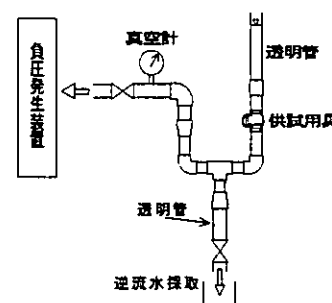 負圧発生装置
真空計
透明管
供試用具
透明管
逆流水採取